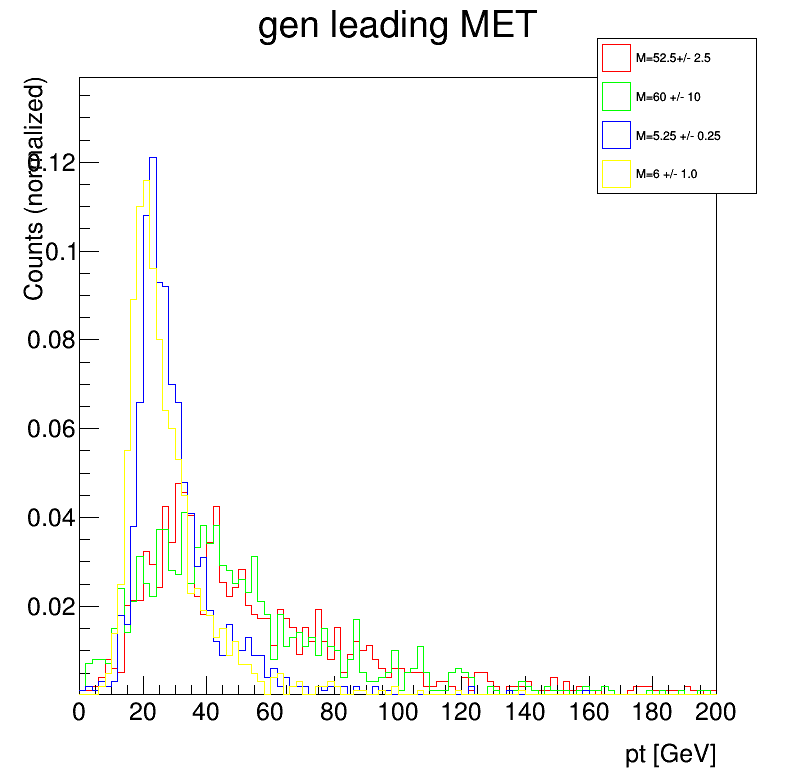 gen leading MET
M=52.5+/- 2.5
M=60 +/- 10
M=5.25 +/- 0.25
M=6 +/- 1.0
Counts (normalized)
0.12
0.1
0.08
0.06
0.04
0.02
0 20 40 60 80 100 120 140 160 180 200
pt [GeV]